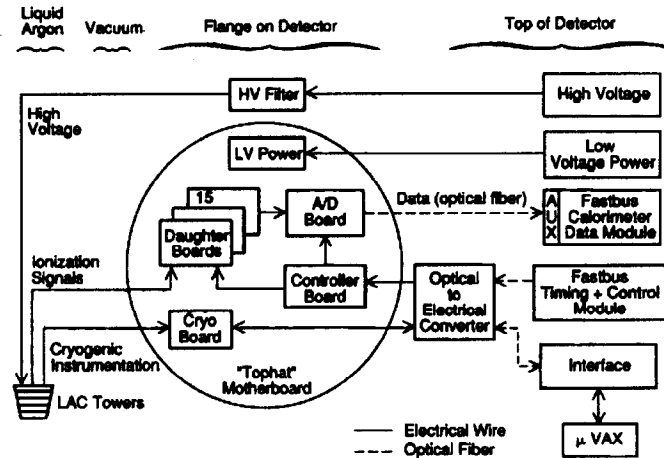 Liquid
Argon
Vacuum
Flange on Detector
Top of Detector
High
Voltage
HV Filter
High Voltage
LV Power
Low
Voltage Power
15
Daughter
Boards
A/D
Board
Data (optical fiber)
A
U
X
Fastbus
Calorimeter
Data Module
Ionization
Signals
Controller
Board
Optical
to
Electrical
Converter
Fastbus
Timing + Control
Module
Cryo
Board
Cryogenic
Instrumentation
"Tophat"
Motherboard
Interface
LAC Towers
Electrical Wire
Optical Fiber
μ VAX